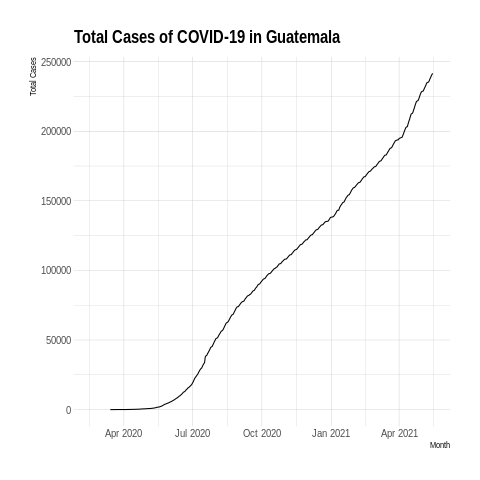 Total Cases of COVID-19 in Guatemala
Total Cases
250000
200000
150000
100000
50000
0
Apr 2020 Jul 2020 Oct 2020 Jan 2021 Apr 2021
Month